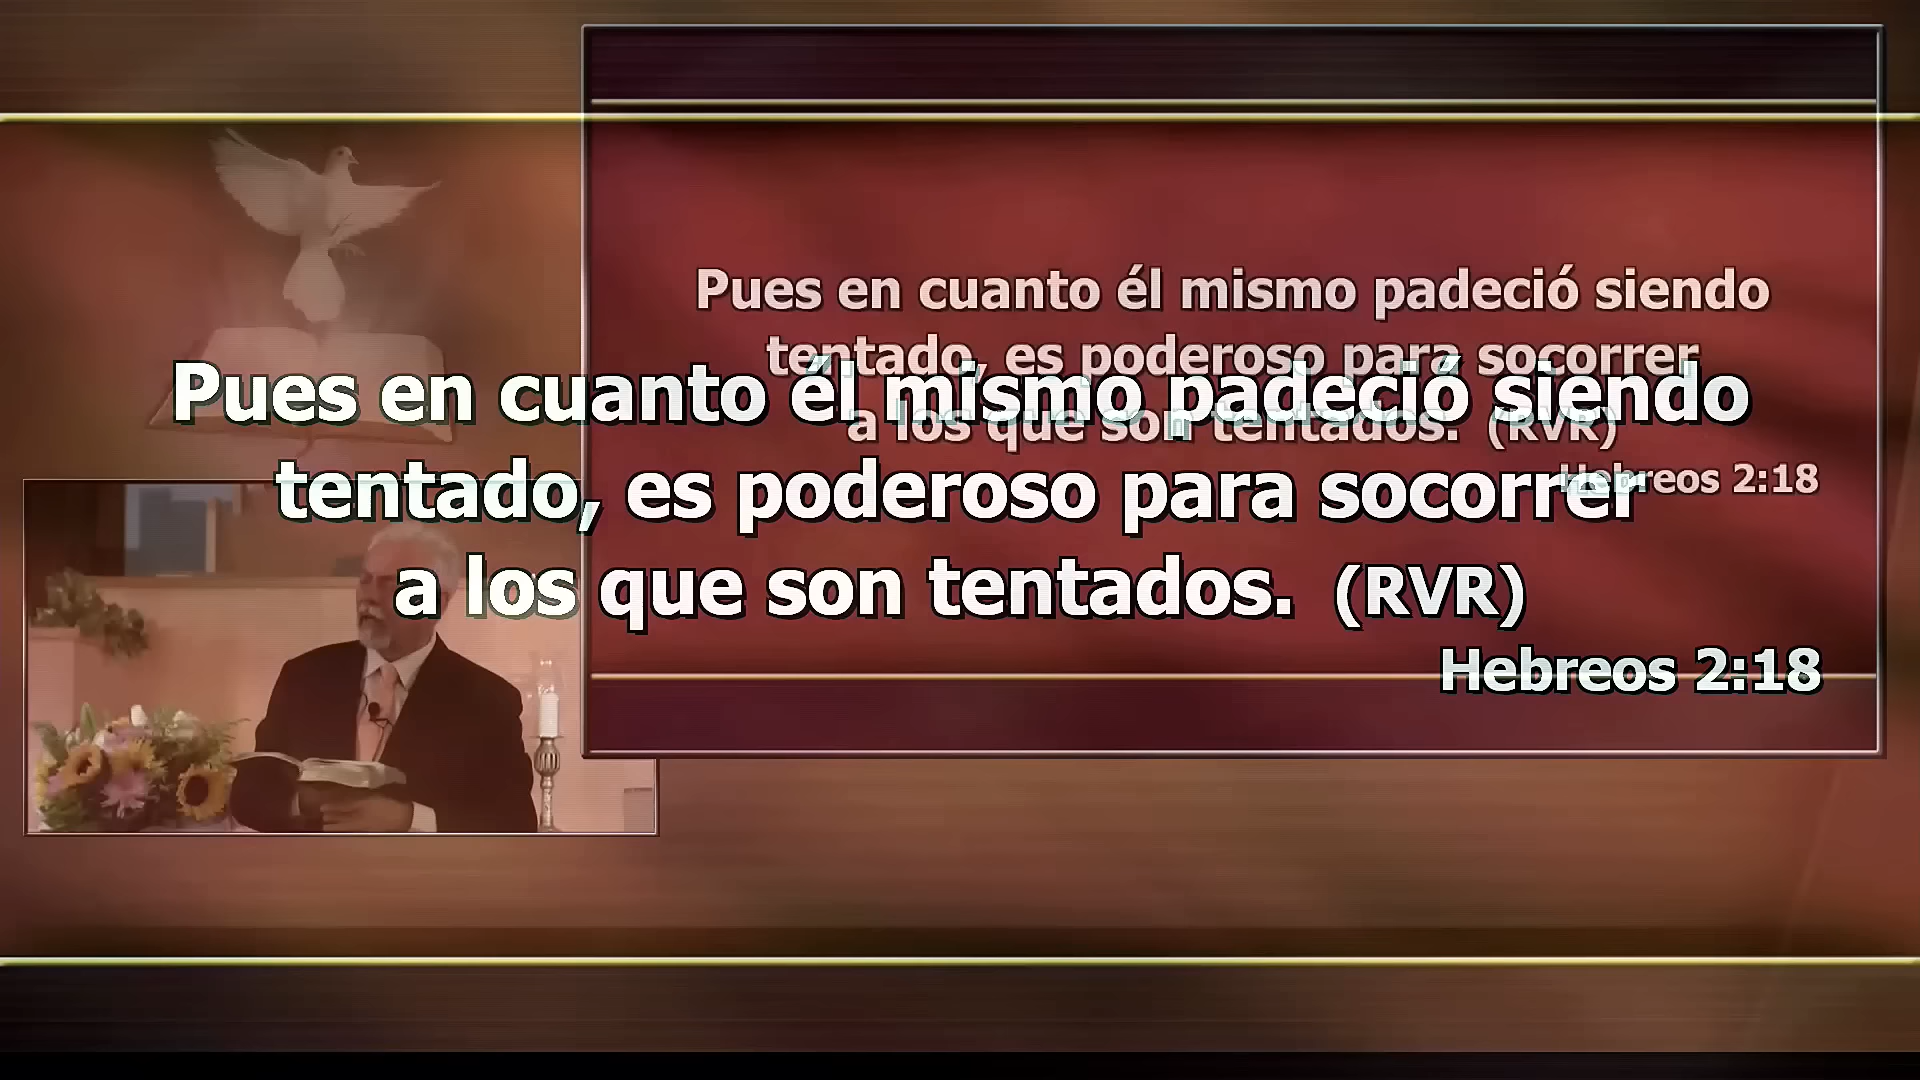 Pues en cuanto él mismo padeció siendo
tentado, es poderoso para socorrer
a los que son tentados. (RVR)
Hebreos 2:18
Pues en cuanto él mismo padeció siendo
tentado, es poderoso para socorrer
a los que son tentados. (RVR)
Hebreos 2:18